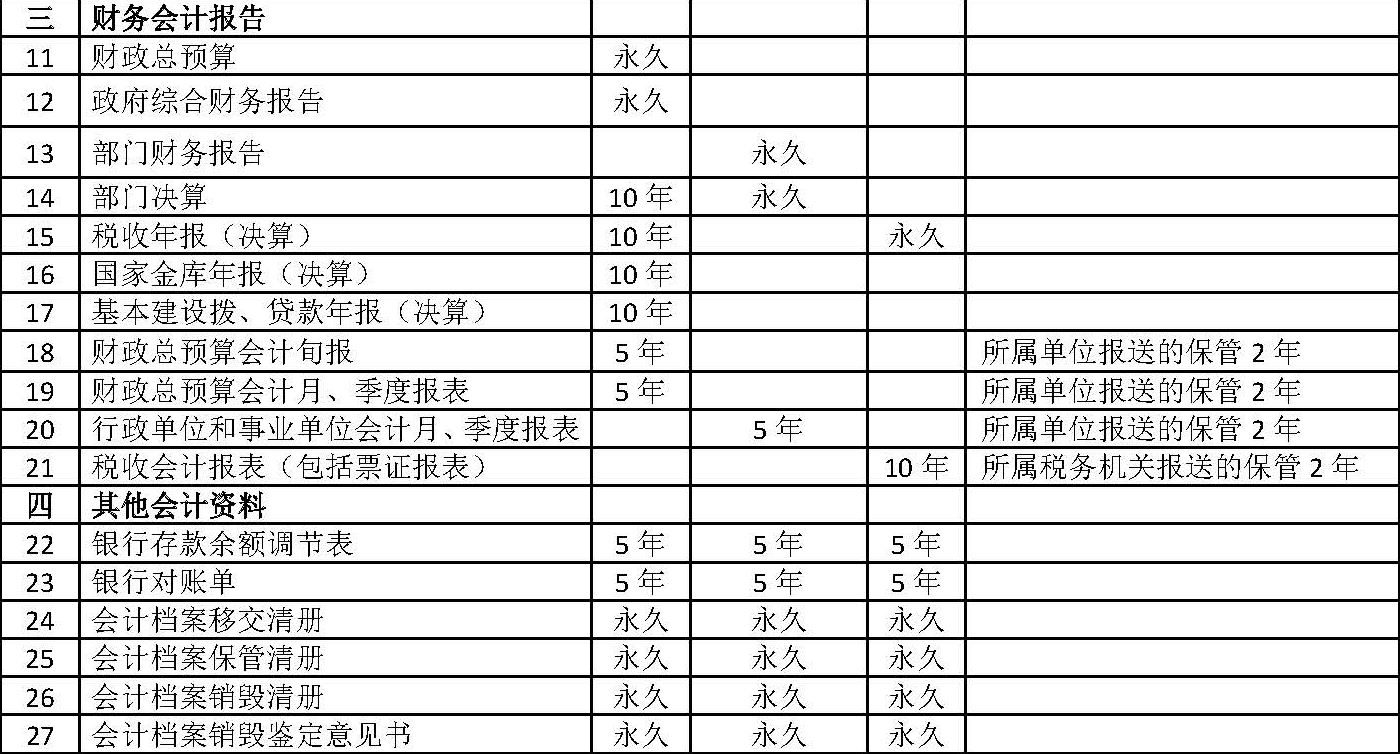 三 财务会计报告
11 财政总预算 永久
12 政府综合财务报告 永久
13 部门财务报告 永久
14 部门决算 10 年 永久
15 税收年报（决算） 10 年 永久
16 国家金库年报（决算） 10 年
17 基本建设拨、贷款年报（决算） 10 年
18 财政总预算会计旬报 5 年 所属单位报送的保管 2 年
19 财政总预算会计月、季度报表 5 年 所属单位报送的保管 2 年
20 行政单位和事业单位会计月、季度报表 5 年 所属单位报送的保管 2 年
21 税收会计报表（包括票证报表） 10 年 所属税务机关报送的保管 2 年
四 其他会计资料
22 银行存款余额调节表 5 年 5 年 5 年
23 银行对账单 5 年 5 年 5 年
24 会计档案移交清册 永久 永久 永久
25 会计档案保管清册 永久 永久 永久
26 会计档案销毁清册 永久 永久 永久
27 会计档案销毁鉴定意见书 永久 永久 永久